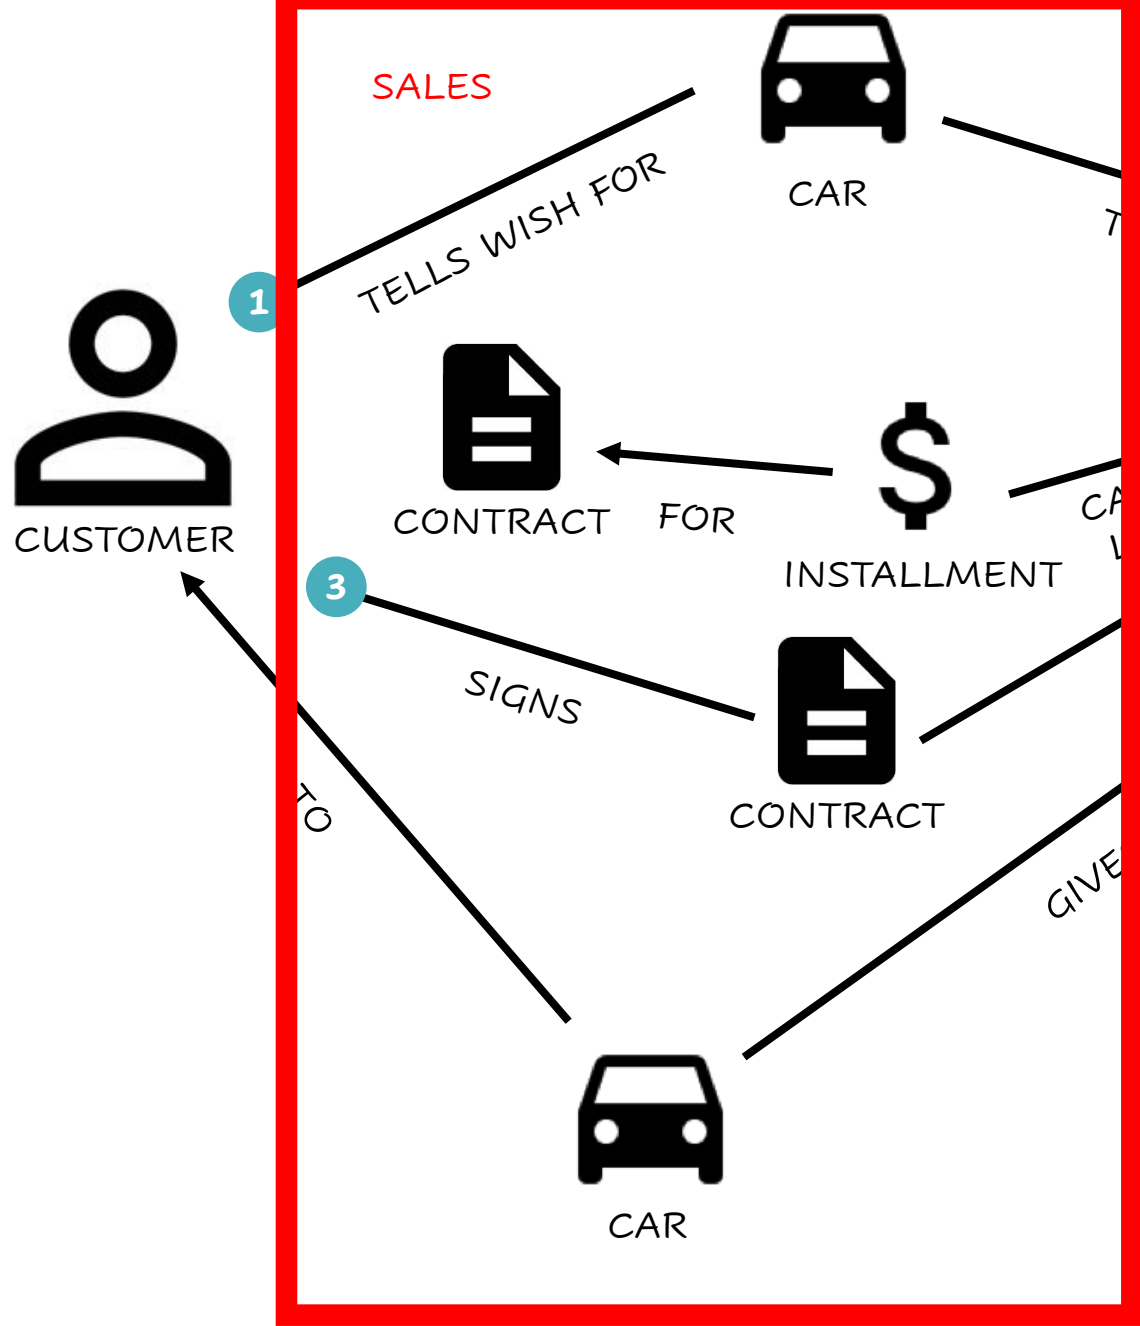 SALES
CAR
TELLS WISH FOR
1
CUSTOMER
CONTRACT
FOR
INSTALLMENT
3
SIGNS
CONTRACT
TO
CAR